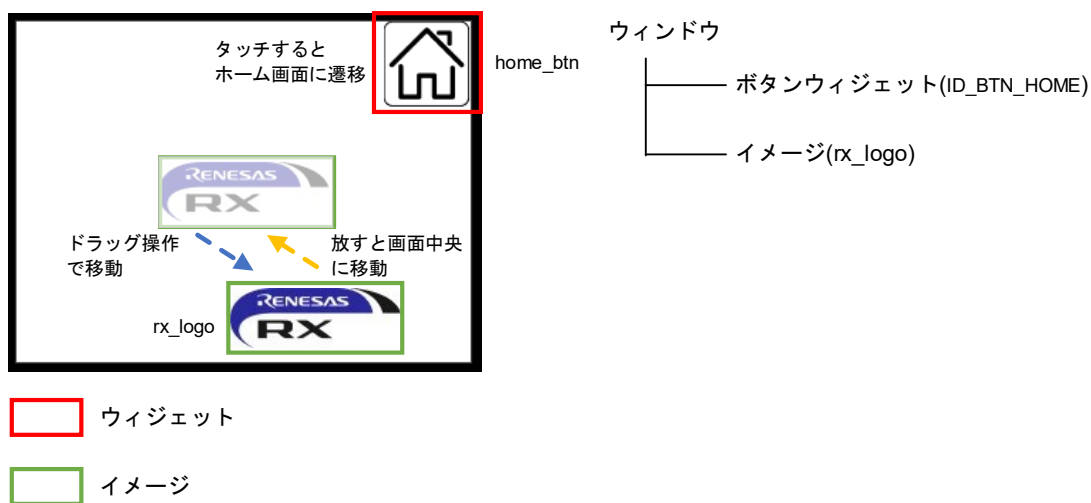 タッチすると
ホーム画面に遷移
home_btn
RENESAS
RX
ドラッグ操作
で移動
放すと画面中央
に移動
rx_logo
RENESAS
RX
ウィジェット
イメージ
ウィンドウ
ボタンウィジェット(ID_BTN_HOME)
イメージ(rx_logo)